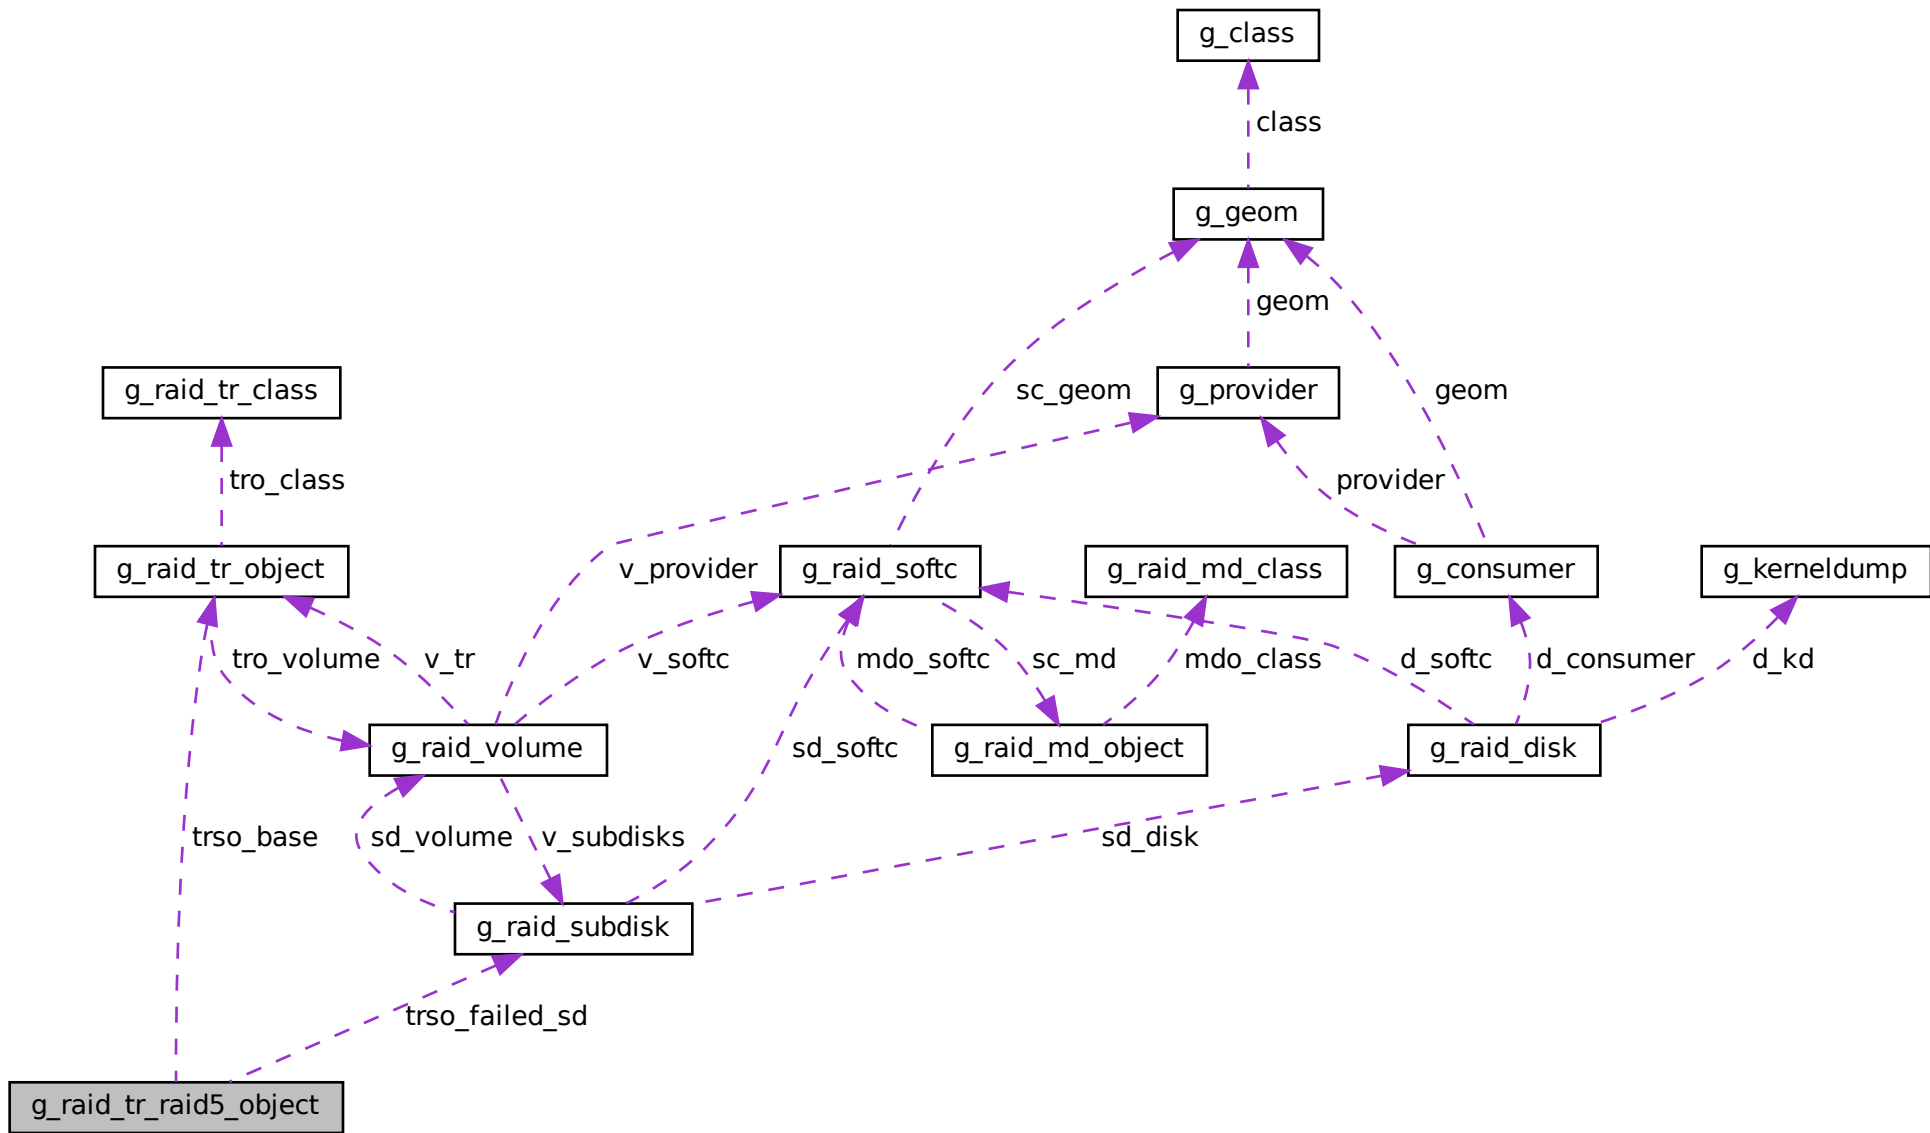 g_class
class
g_geom
geom
g_raid_tr_class
sc_geom
g_provider
geom
tro_class
provider
g_raid_tr_object
v_provider
g_raid_softc
g_raid_md_class
g_consumer
g_kerneldump
tro_volume
v_tr
v_softc
mdo_softc
sc_md
mdo_class
d_softc
d_consumer
d_kd
g_raid_volume
sd_softc
g_raid_md_object
g_raid_disk
trso_base
sd_volume
v_subdisks
sd_disk
g_raid_subdisk
trso_failed_sd
g_raid_tr_raid5_object